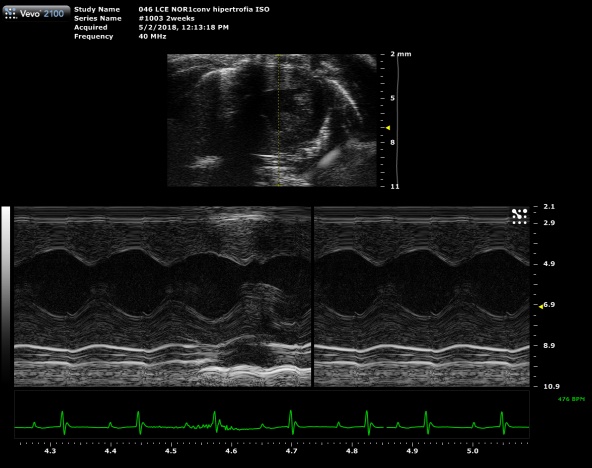 Vevo 2100
Study Name 046 LCE NOR1conv hipertrofia ISO
Series Name #1003 2weeks
Acquired 5/2/2018, 12:13:18 PM
Frequency 40 MHz
2 mm
5
8
11
2.1
2.9
4.9
6.9
8.9
10.9
476 BPM
4.3 4.4 4.5 4.6 4.7 4.8 4.9 5.0